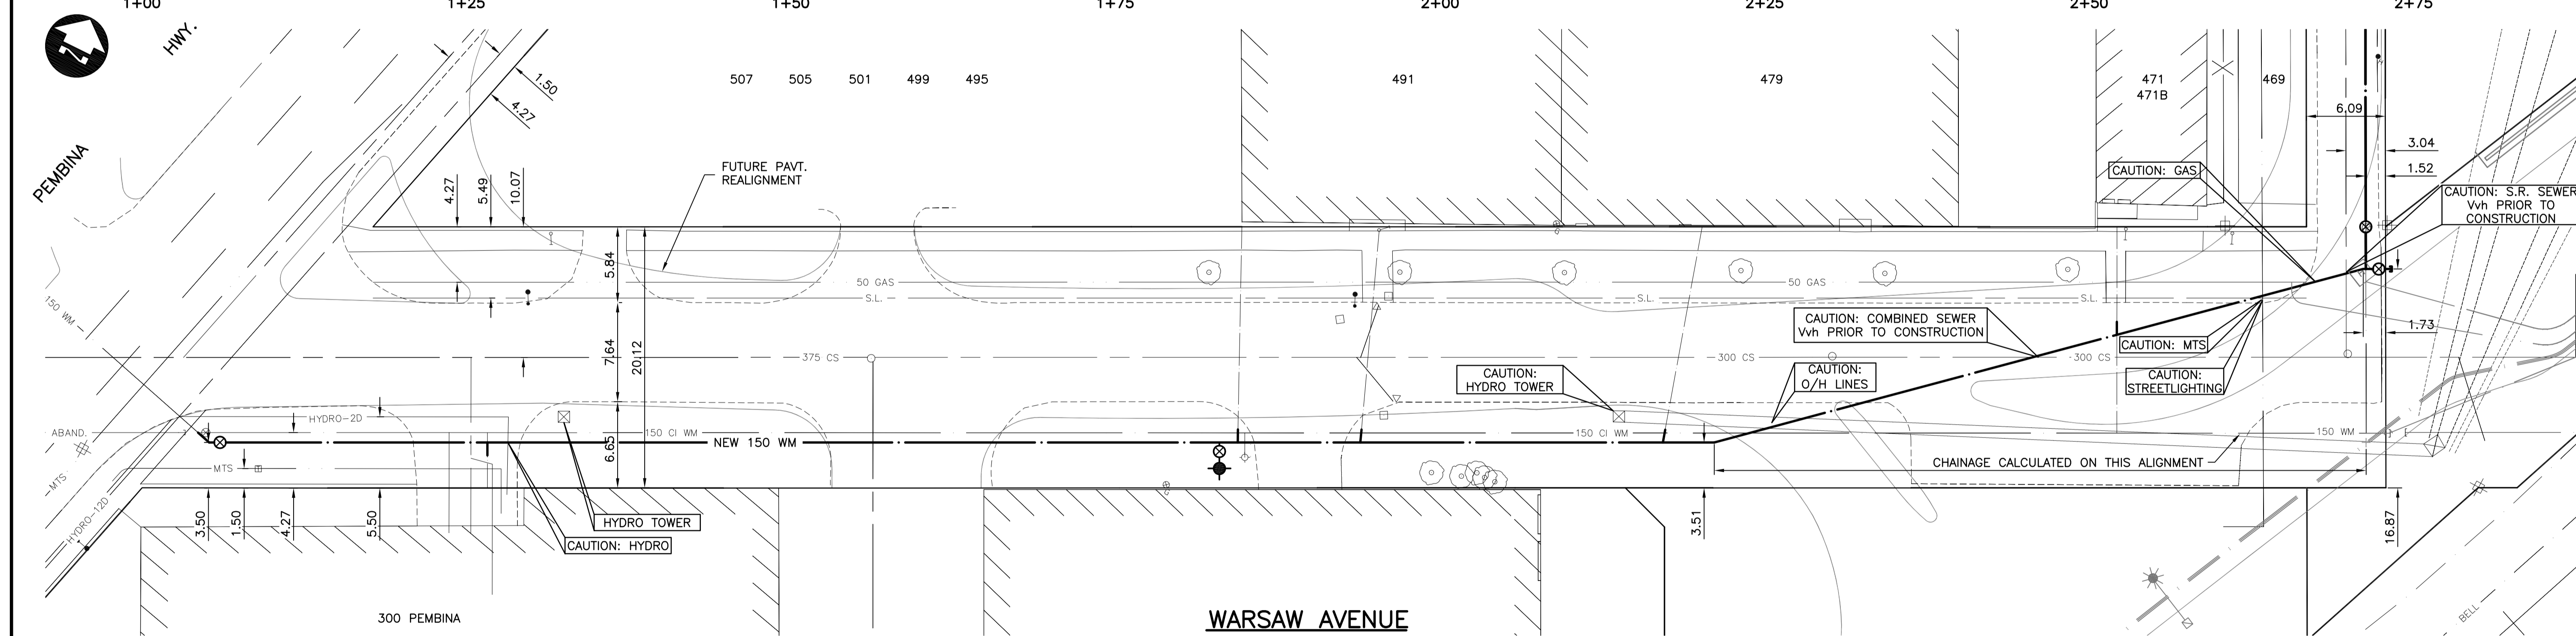 1+00 1+25 1+50 1+75 2+00 2+25 2+50 2+75
HWY.
PEMBINA
1.50
4.27
507 505 501 499 495 491 479 471 469
471B
6.09
3.04
1.52
FUTURE PAVT.
REALIGNMENT
CAUTION: GAS
CAUTION: S.R. SEWER
Vvh PRIOR TO
CONSTRUCTION
4.27
5.49
10.07
5.84
50 GAS
50 GAS
S.L.
S.L.
S.L.
150 WM
7.64
20.12
375 CS
300 CS
300 CS
CAUTION: COMBINED SEWER
Vvh PRIOR TO CONSTRUCTION
CAUTION: MTS
1.73
CAUTION:
HYDRO TOWER
CAUTION:
O/H LINES
CAUTION:
STREETLIGHTING
HYDRO-2D
ABAND.
150 CI WM
150 CI WM
150 WM
6.65
NEW 150 WM
MTS
MTS
CHAINAGE CALCULATED ON THIS ALIGNMENT
HYDRO-12D
3.50
1.50
4.27
5.50
HYDRO TOWER
CAUTION: HYDRO
3.51
16.87
300 PEMBINA
WARSAW AVENUE
BELL